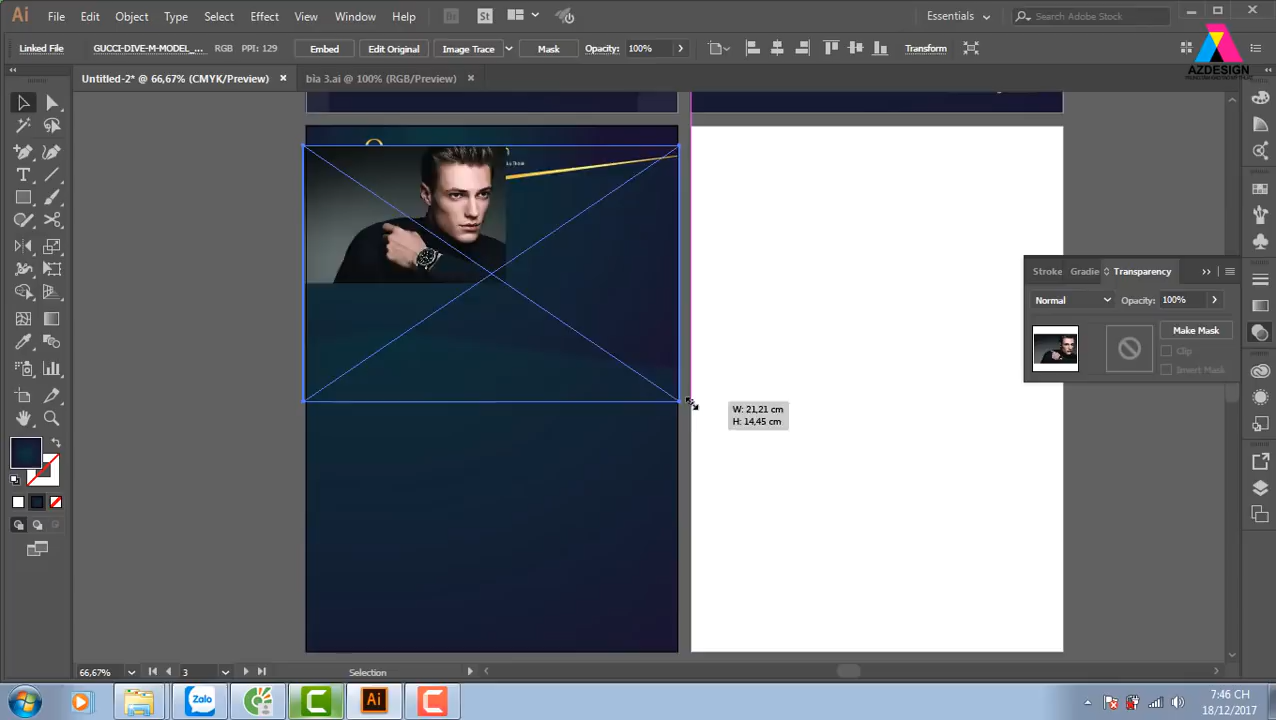 Ai File Edit Object Type Select Effect View Window Help Br St Essentials Search Adobe Stock
Linked File GUCCI-DIVE-M-MODEL_... RGB PPI: 129 Embed Edit Original Image Trace Mask Opacity: 100% Transform
AZDESIGN
Untitled-2* @ 66,67% (CMYK/Preview) × bia 3.ai @ 100% (RGB/Preview) ×
Stroke Gradie Transparency
Normal Opacity: 100%
Make Mask
Clip
Invert Mask
W: 21,21 cm
H: 14,45 cm
66,67% 3 Selection
Zalo Ai
7:46 CH
18/12/2017